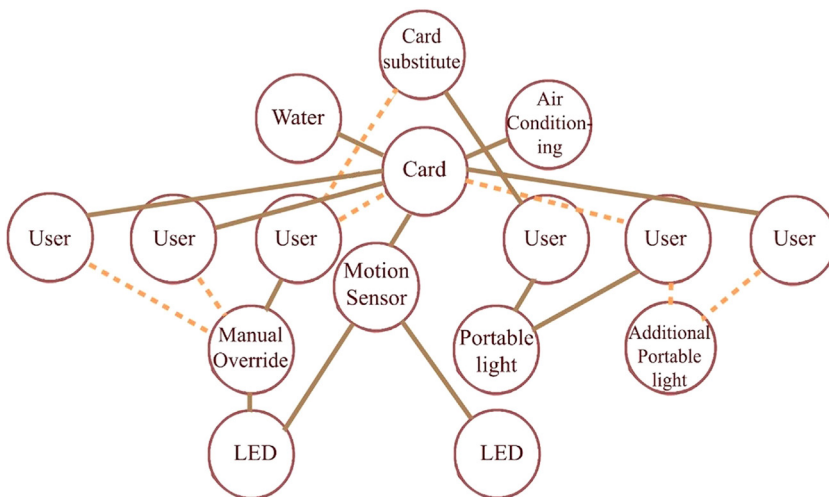 Card
substitute
Water
Air
Condition-
ing
Card
User
User
User
User
User
User
Motion
Sensor
Manual
Override
Portable
light
Additional
Portable
light
LED
LED